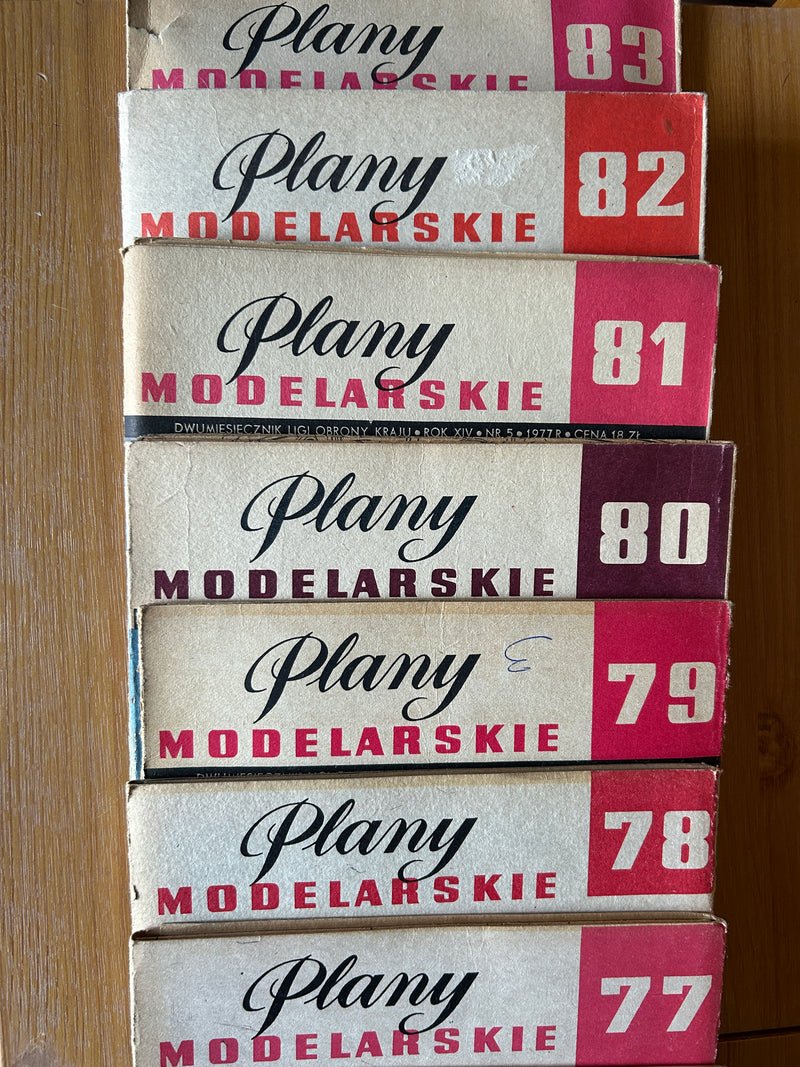 Plany
83
MODELARSKIE
Plany
82
MODELARSKIE
Plany
81
MODELARSKIE
DWUMIESIĘCZNIK LIGI OBRONY KRAJU • ROK XIV • NR 5 • 1977 R • CENA 18 ZŁ
Plany
80
MODELARSKIE
Plany
79
MODELARSKIE
Plany
78
MODELARSKIE
Plany
77
MODELARSKIE